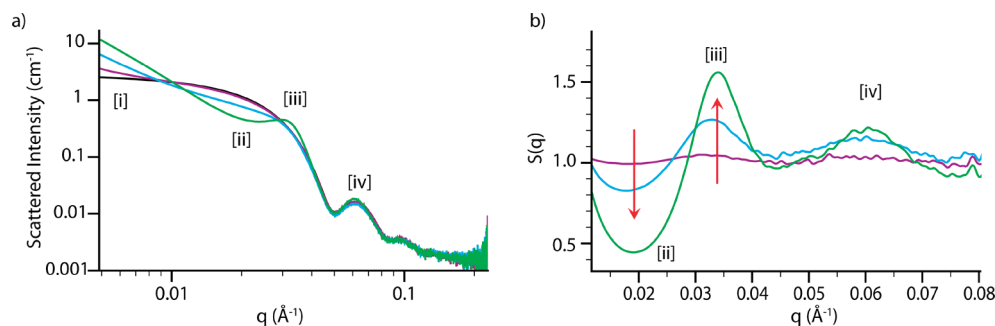 a)
b)
Scattered Intensity (cm⁻¹)
10
1
0.1
0.01
0.001
[i]
[ii]
[iii]
[iv]
0.01
0.1
q (Å⁻¹)
S(q)
1.5
1.0
0.5
[iii]
[iv]
[ii]
0.02
0.03
0.04
0.05
0.06
0.07
0.08
q (Å⁻¹)